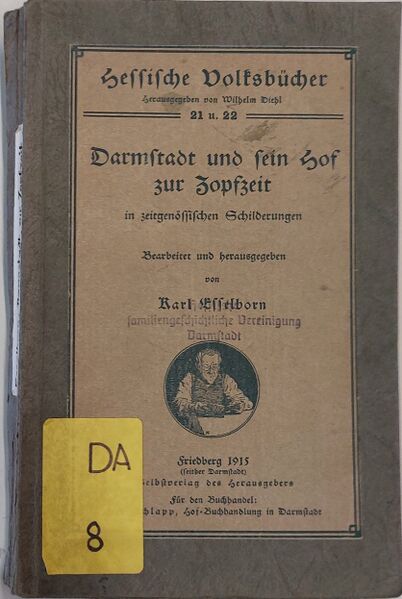 Hessische Volksbücher
Herausgegeben von Wilhelm Diehl
21 u. 22
Darmstadt und sein Hof
zur Zopfzeit
in zeitgenössischen Schilderungen
Bearbeitet und herausgegeben
von
Karl Esselborn
familiengeschichtliche Vereinigung
Darmstadt
Friedberg 1915
(seither Darmstadt)
Selbstverlag des Herausgebers
Für den Buchhandel:
Hof-Buchhandlung in Darmstadt
DA
8